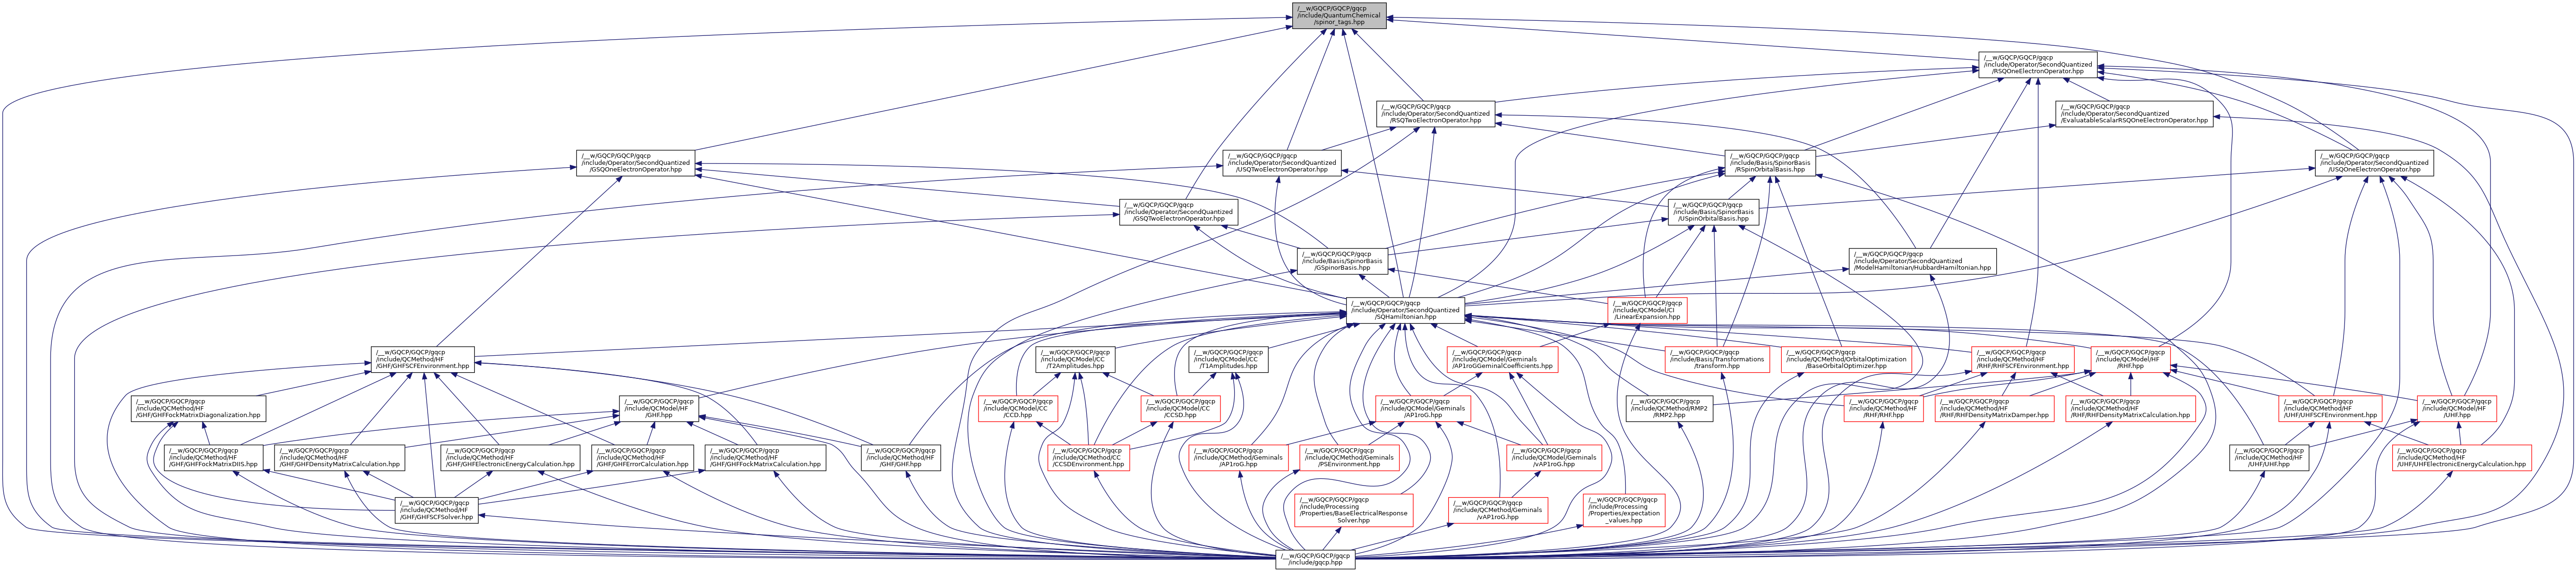 /__w/GQCP/GQCP/gqcp
/include/QuantumChemical
/spinor_tags.hpp
/__w/GQCP/GQCP/gqcp
/include/Operator/SecondQuantized
/RSQOneElectronOperator.hpp
/__w/GQCP/GQCP/gqcp
/include/Operator/SecondQuantized
/RSQTwoElectronOperator.hpp
/__w/GQCP/GQCP/gqcp
/include/Operator/SecondQuantized
/EvaluatableScalarRSQOneElectronOperator.hpp
/__w/GQCP/GQCP/gqcp
/include/Operator/SecondQuantized
/GSQOneElectronOperator.hpp
/__w/GQCP/GQCP/gqcp
/include/Operator/SecondQuantized
/USQTwoElectronOperator.hpp
/__w/GQCP/GQCP/gqcp
/include/Basis/SpinorBasis
/RSpinOrbitalBasis.hpp
/__w/GQCP/GQCP/gqcp
/include/Operator/SecondQuantized
/USQOneElectronOperator.hpp
/__w/GQCP/GQCP/gqcp
/include/Operator/SecondQuantized
/GSQTwoElectronOperator.hpp
/__w/GQCP/GQCP/gqcp
/include/Basis/SpinorBasis
/USpinOrbitalBasis.hpp
/__w/GQCP/GQCP/gqcp
/include/Basis/SpinorBasis
/GSpinorBasis.hpp
/__w/GQCP/GQCP/gqcp
/include/Operator/SecondQuantized
/ModelHamiltonian/HubbardHamiltonian.hpp
/__w/GQCP/GQCP/gqcp
/include/Operator/SecondQuantized
/SQHamiltonian.hpp
/__w/GQCP/GQCP/gqcp
/include/QCModel/CI
/LinearExpansion.hpp
/__w/GQCP/GQCP/gqcp
/include/QCMethod/HF
/GHF/GHFSCFEnvironment.hpp
/__w/GQCP/GQCP/gqcp
/include/QCModel/CC
/T2Amplitudes.hpp
/__w/GQCP/GQCP/gqcp
/include/QCModel/CC
/T1Amplitudes.hpp
/__w/GQCP/GQCP/gqcp
/include/QCModel/Geminals
/AP1roGGeminalCoefficients.hpp
/__w/GQCP/GQCP/gqcp
/include/Basis/Transformations
/transform.hpp
/__w/GQCP/GQCP/gqcp
/include/QCMethod/OrbitalOptimization
/BaseOrbitalOptimizer.hpp
/__w/GQCP/GQCP/gqcp
/include/QCMethod/HF
/RHF/RHFSCFEnvironment.hpp
/__w/GQCP/GQCP/gqcp
/include/QCModel/HF
/RHF.hpp
/__w/GQCP/GQCP/gqcp
/include/QCMethod/HF
/GHF/GHFFockMatrixDiagonalization.hpp
/__w/GQCP/GQCP/gqcp
/include/QCModel/HF
/GHF.hpp
/__w/GQCP/GQCP/gqcp
/include/QCModel/CC
/CCD.hpp
/__w/GQCP/GQCP/gqcp
/include/QCModel/CC
/CCSD.hpp
/__w/GQCP/GQCP/gqcp
/include/QCModel/Geminals
/AP1roG.hpp
/__w/GQCP/GQCP/gqcp
/include/QCMethod/RMP2
/RMP2.hpp
/__w/GQCP/GQCP/gqcp
/include/QCMethod/HF
/RHF/RHF.hpp
/__w/GQCP/GQCP/gqcp
/include/QCMethod/HF
/RHF/RHFDensityMatrixDamper.hpp
/__w/GQCP/GQCP/gqcp
/include/QCMethod/HF
/RHF/RHFDensityMatrixCalculation.hpp
/__w/GQCP/GQCP/gqcp
/include/QCMethod/HF
/UHF/UHFSCFEnvironment.hpp
/__w/GQCP/GQCP/gqcp
/include/QCModel/HF
/UHF.hpp
/__w/GQCP/GQCP/gqcp
/include/QCMethod/HF
/GHF/GHFFockMatrixDIIS.hpp
/__w/GQCP/GQCP/gqcp
/include/QCMethod/HF
/GHF/GHFDensityMatrixCalculation.hpp
/__w/GQCP/GQCP/gqcp
/include/QCMethod/HF
/GHF/GHFElectronicEnergyCalculation.hpp
/__w/GQCP/GQCP/gqcp
/include/QCMethod/HF
/GHF/GHFErrorCalculation.hpp
/__w/GQCP/GQCP/gqcp
/include/QCMethod/HF
/GHF/GHFFockMatrixCalculation.hpp
/__w/GQCP/GQCP/gqcp
/include/QCMethod/HF
/GHF/GHF.hpp
/__w/GQCP/GQCP/gqcp
/include/QCMethod/CC
/CCSDEnvironment.hpp
/__w/GQCP/GQCP/gqcp
/include/QCMethod/Geminals
/AP1roG.hpp
/__w/GQCP/GQCP/gqcp
/include/QCMethod/Geminals
/PSEnvironment.hpp
/__w/GQCP/GQCP/gqcp
/include/QCModel/Geminals
/vAP1roG.hpp
/__w/GQCP/GQCP/gqcp
/include/QCMethod/HF
/UHF/UHF.hpp
/__w/GQCP/GQCP/gqcp
/include/QCMethod/HF
/UHF/UHFElectronicEnergyCalculation.hpp
/__w/GQCP/GQCP/gqcp
/include/QCMethod/HF
/GHF/GHFSCFSolver.hpp
/__w/GQCP/GQCP/gqcp
/include/Processing
/Properties/BaseElectricalResponse
Solver.hpp
/__w/GQCP/GQCP/gqcp
/include/QCMethod/Geminals
/vAP1roG.hpp
/__w/GQCP/GQCP/gqcp
/include/Processing
/Properties/expectation
_values.hpp
/__w/GQCP/GQCP/gqcp
/include/gqcp.hpp